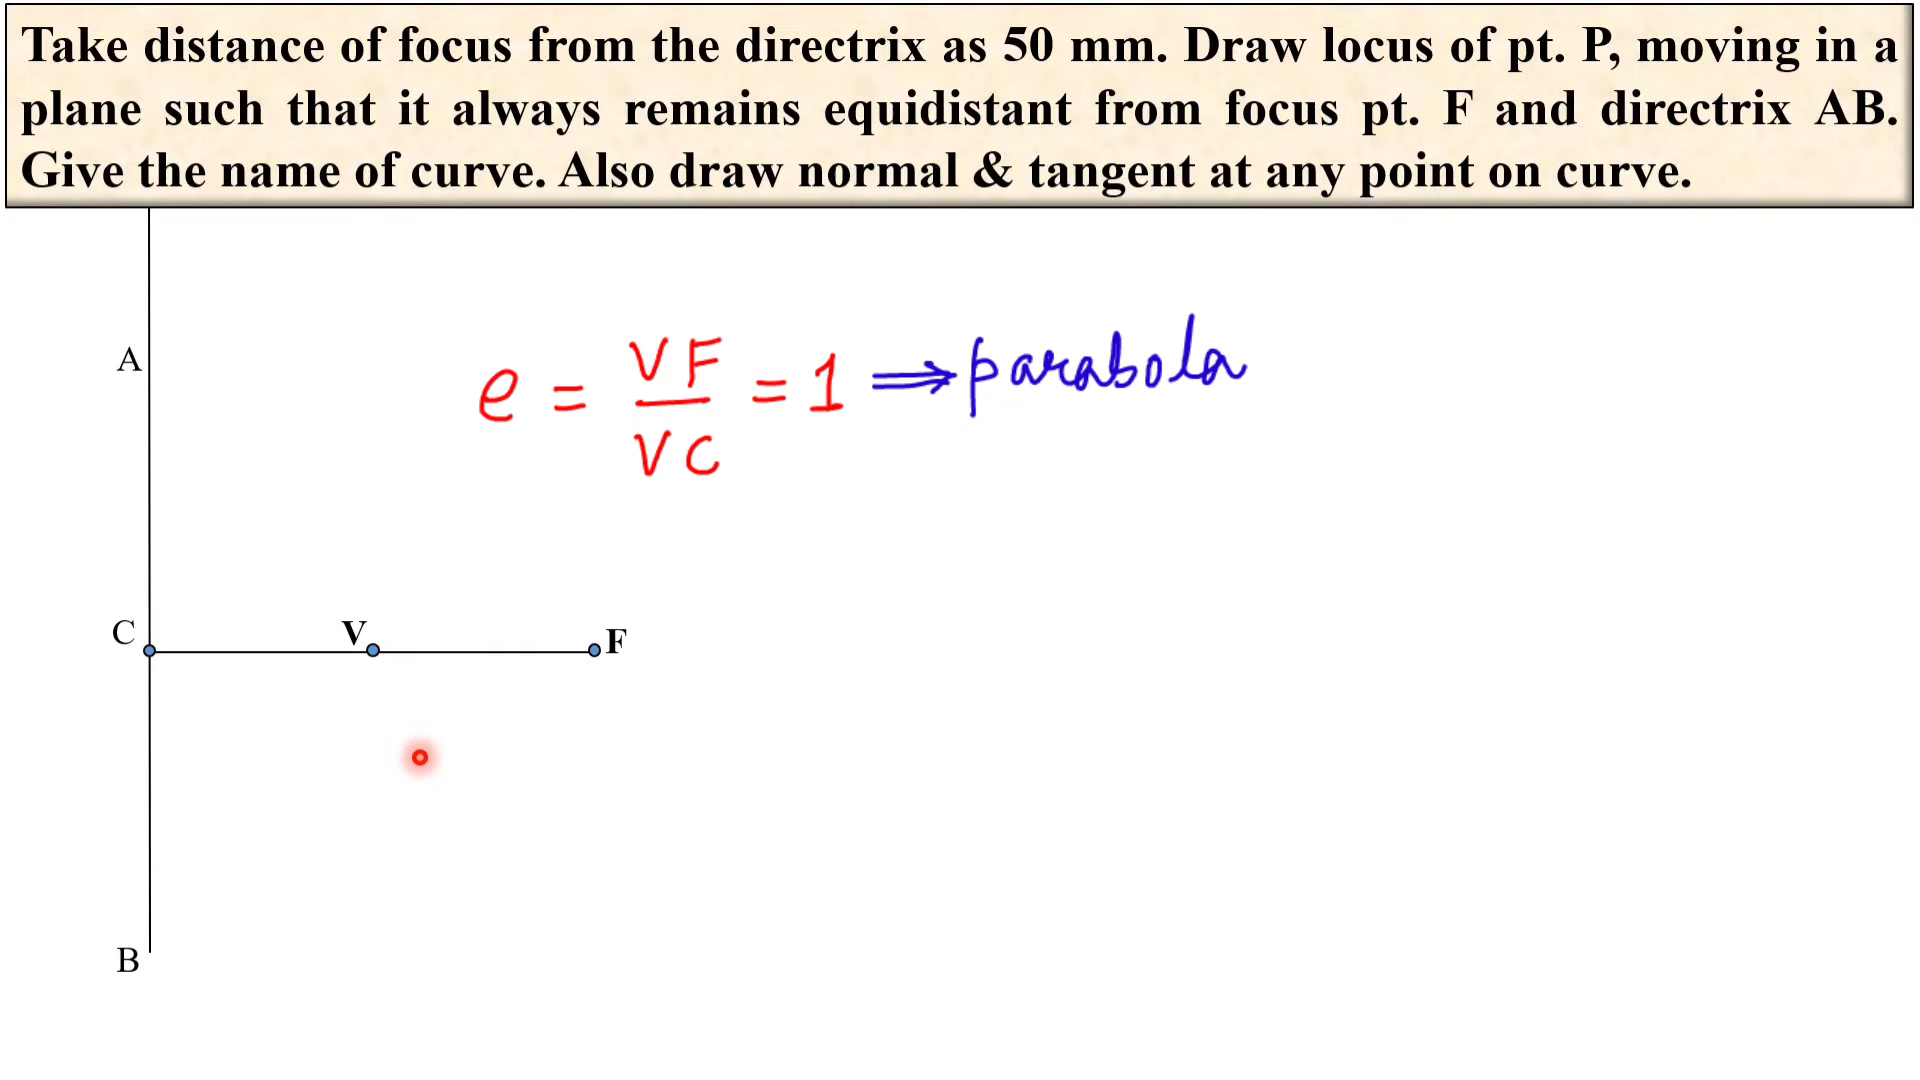 Take distance of focus from the directrix as 50 mm. Draw locus of pt. P, moving in a
plane such that it always remains equidistant from focus pt. F and directrix AB.
Give the name of curve. Also draw normal & tangent at any point on curve.
A
e = VF/VC = 1 ⟹ parabola
C
V
F
B